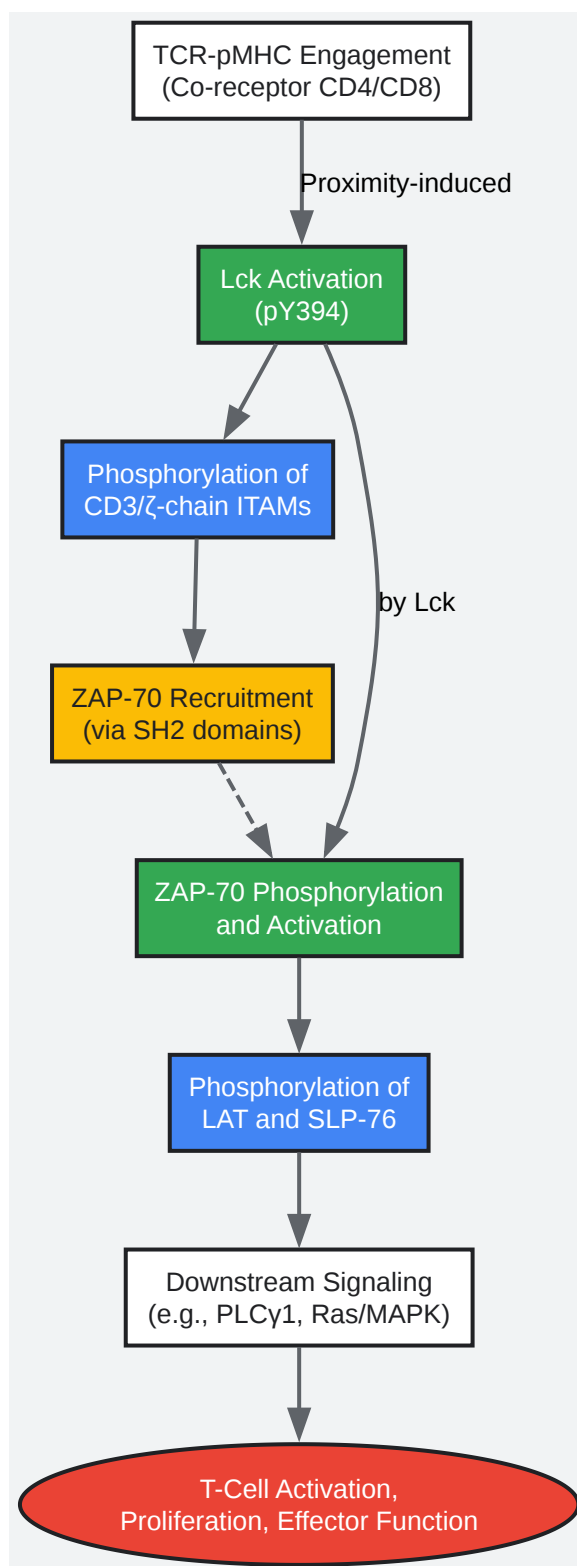 TCR-pMHC Engagement
(Co-receptor CD4/CD8)
Proximity-induced
Lck Activation
(pY394)
Phosphorylation of
CD3/ζ-chain ITAMs
by Lck
ZAP-70 Recruitment
(via SH2 domains)
ZAP-70 Phosphorylation
and Activation
Phosphorylation of
LAT and SLP-76
Downstream Signaling
(e.g., PLCγ1, Ras/MAPK)
T-Cell Activation,
Proliferation, Effector Function